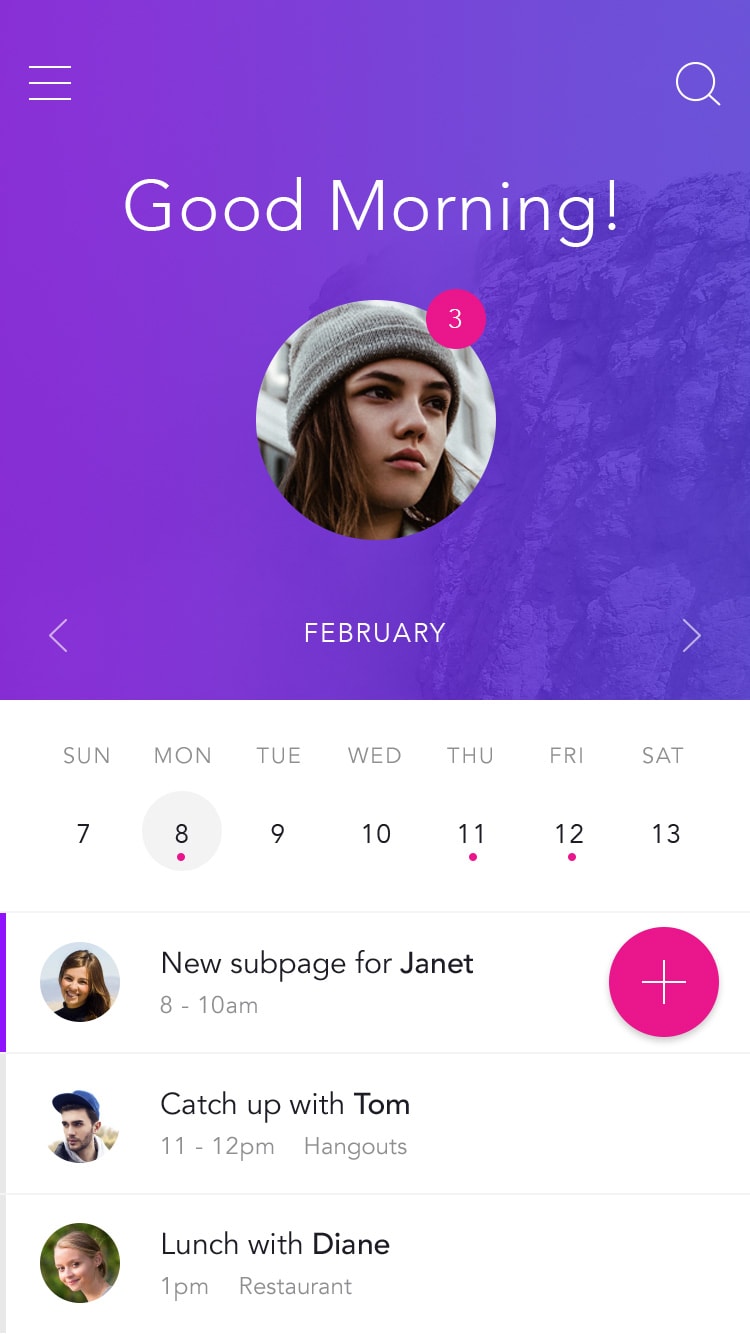 Good Morning!
3
FEBRUARY
SUN MON TUE WED THU FRI SAT
7 8 9 10 11 12 13
New subpage for Janet
8 - 10am
Catch up with Tom
11 - 12pm Hangouts
Lunch with Diane
1pm Restaurant